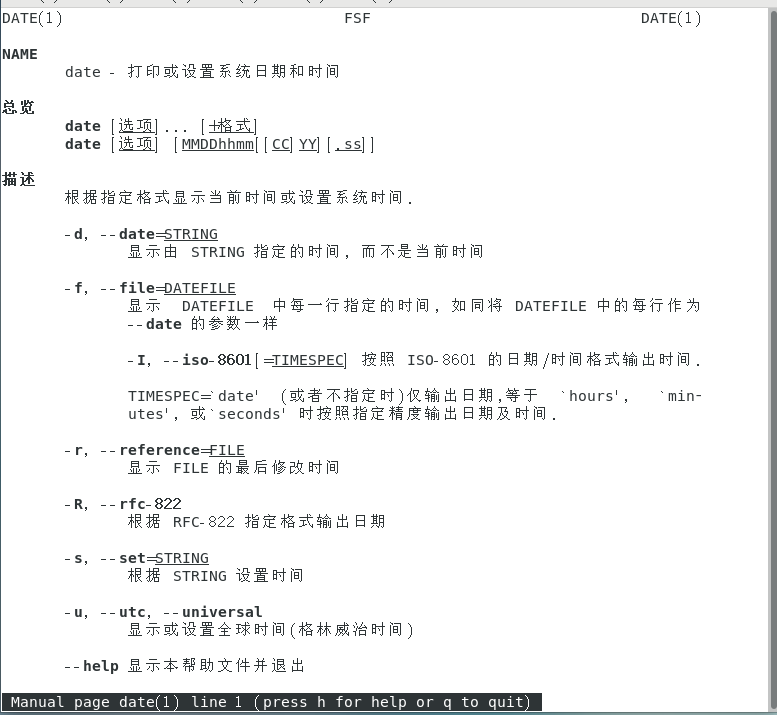 DATE(1) FSF DATE(1)
NAME
date - 打印或设置系统日期和时间
总览
date [选项]... [+格式]
date [选项] [MMDDhhmm[[CC]YY][.ss]]
描述
根据指定格式显示当前时间或设置系统时间.
-d, --date=STRING
显示由 STRING 指定的时间, 而不是当前时间
-f, --file=DATEFILE
显示 DATEFILE 中每一行指定的时间, 如同将 DATEFILE 中的每行作为
--date 的参数一样
-I, --iso-8601[=TIMESPEC] 按照 ISO-8601 的日期/时间格式输出时间.
TIMESPEC=`date' (或者不指定时)仅输出日期,等于 `hours', `min-
utes', 或`seconds' 时按照指定精度输出日期及时间.
-r, --reference=FILE
显示 FILE 的最后修改时间
-R, --rfc-822
根据 RFC-822 指定格式输出日期
-s, --set=STRING
根据 STRING 设置时间
-u, --utc, --universal
显示或设置全球时间(格林威治时间)
--help 显示本帮助文件并退出
Manual page date(1) line 1 (press h for help or q to quit)